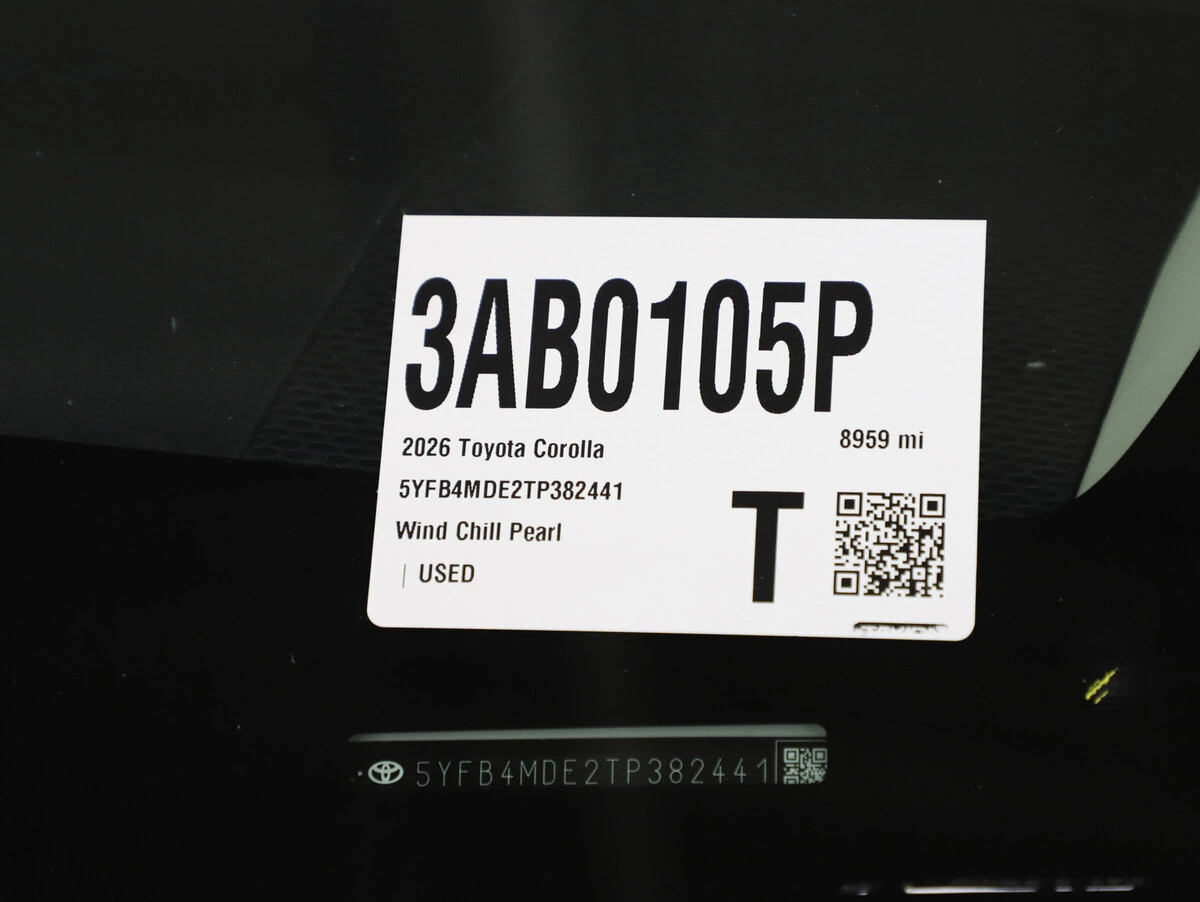 3AB0105P
2026 Toyota Corolla
8959 mi
5YFB4MDE2TP382441
Wind Chill Pearl
T
| USED
5YFB4MDE2TP382441